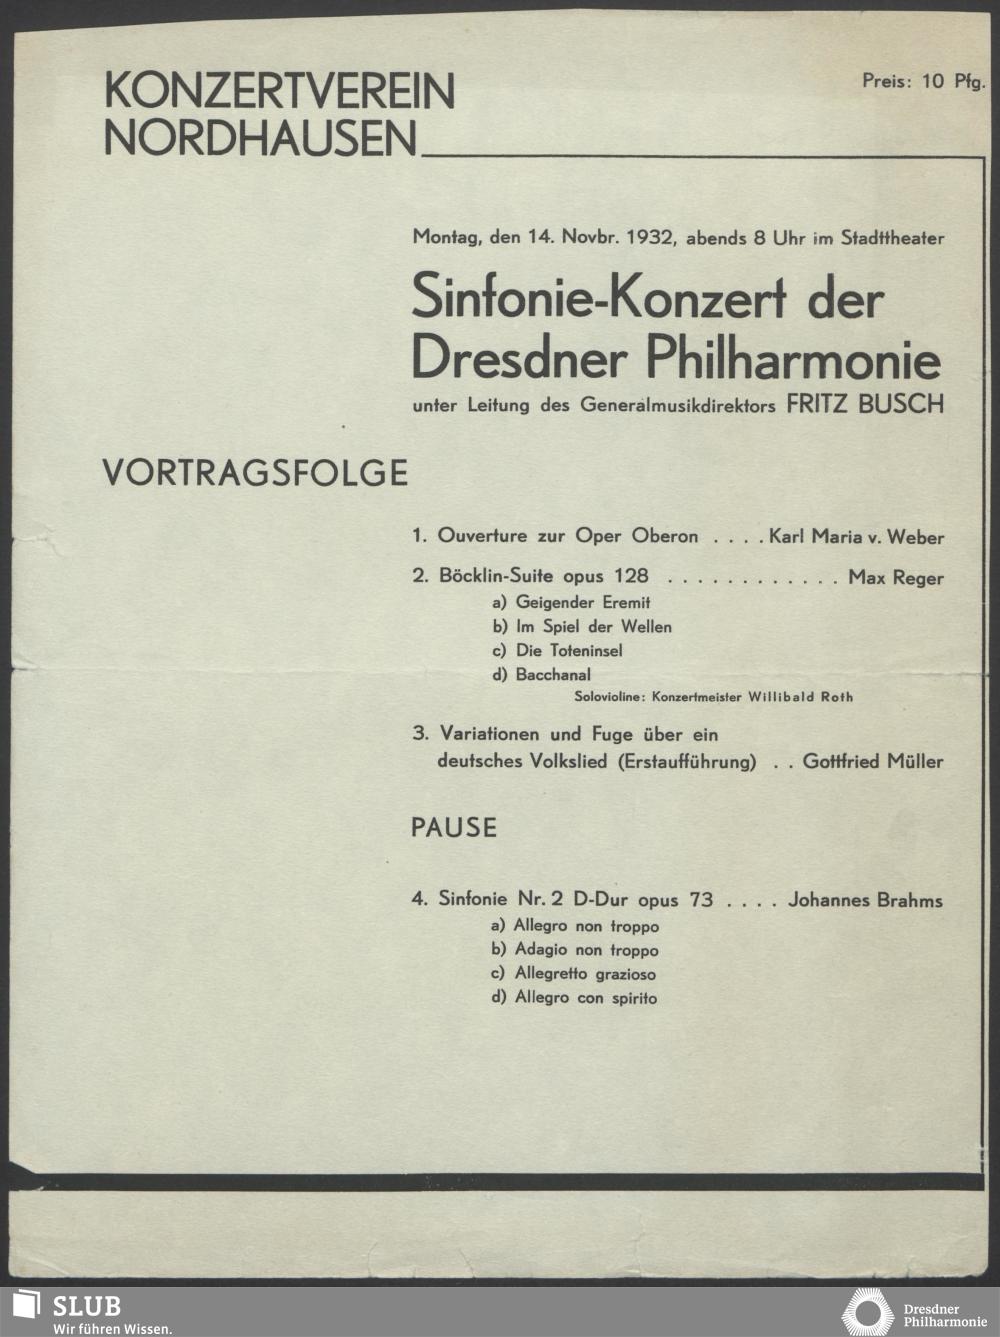 KONZERTVEREIN
NORDHAUSEN
Preis: 10 Pfg.
Montag, den 14. Novbr. 1932, abends 8 Uhr im Stadttheater
Sinfonie-Konzert der
Dresdner Philharmonie
unter Leitung des Generalmusikdirektors FRITZ BUSCH
VORTRAGSFOLGE
1. Ouverture zur Oper Oberon . . . . Karl Maria v. Weber
2. Böcklin-Suite opus 128 . . . . . . . . . . . . Max Reger
a) Geigender Eremit
b) Im Spiel der Wellen
c) Die Toteninsel
d) Bacchanal
Solovioline: Konzertmeister Willibald Roth
3. Variationen und Fuge über ein
deutsches Volkslied (Erstaufführung) . . Gottfried Müller
PAUSE
4. Sinfonie Nr. 2 D-Dur opus 73 . . . . Johannes Brahms
a) Allegro non troppo
b) Adagio non troppo
c) Allegretto grazioso
d) Allegro con spirito
SLUB
Wir führen Wissen.
Dresdner
Philharmonie